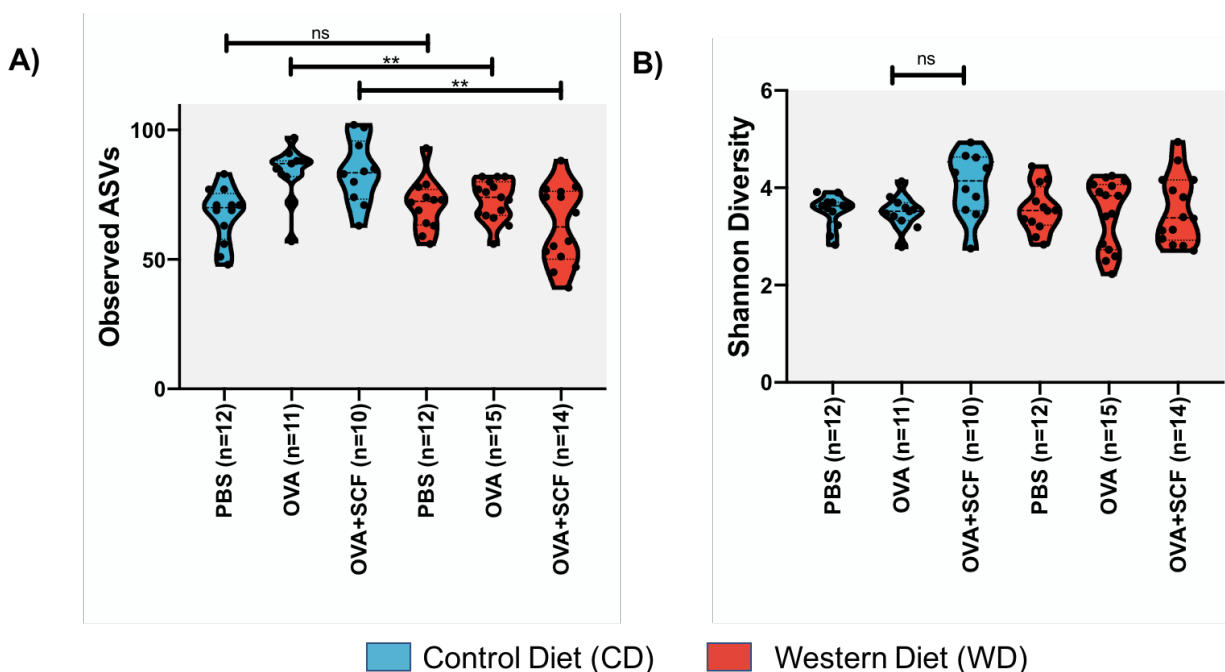 A)
ns
**
**
Observed ASVs
100
50
0
PBS (n=12)
OVA (n=11)
OVA+SCF (n=10)
PBS (n=12)
OVA (n=15)
OVA+SCF (n=14)
B)
ns
Shannon Diversity
6
4
2
0
PBS (n=12)
OVA (n=11)
OVA+SCF (n=10)
PBS (n=12)
OVA (n=15)
OVA+SCF (n=14)
Control Diet (CD)
Western Diet (WD)